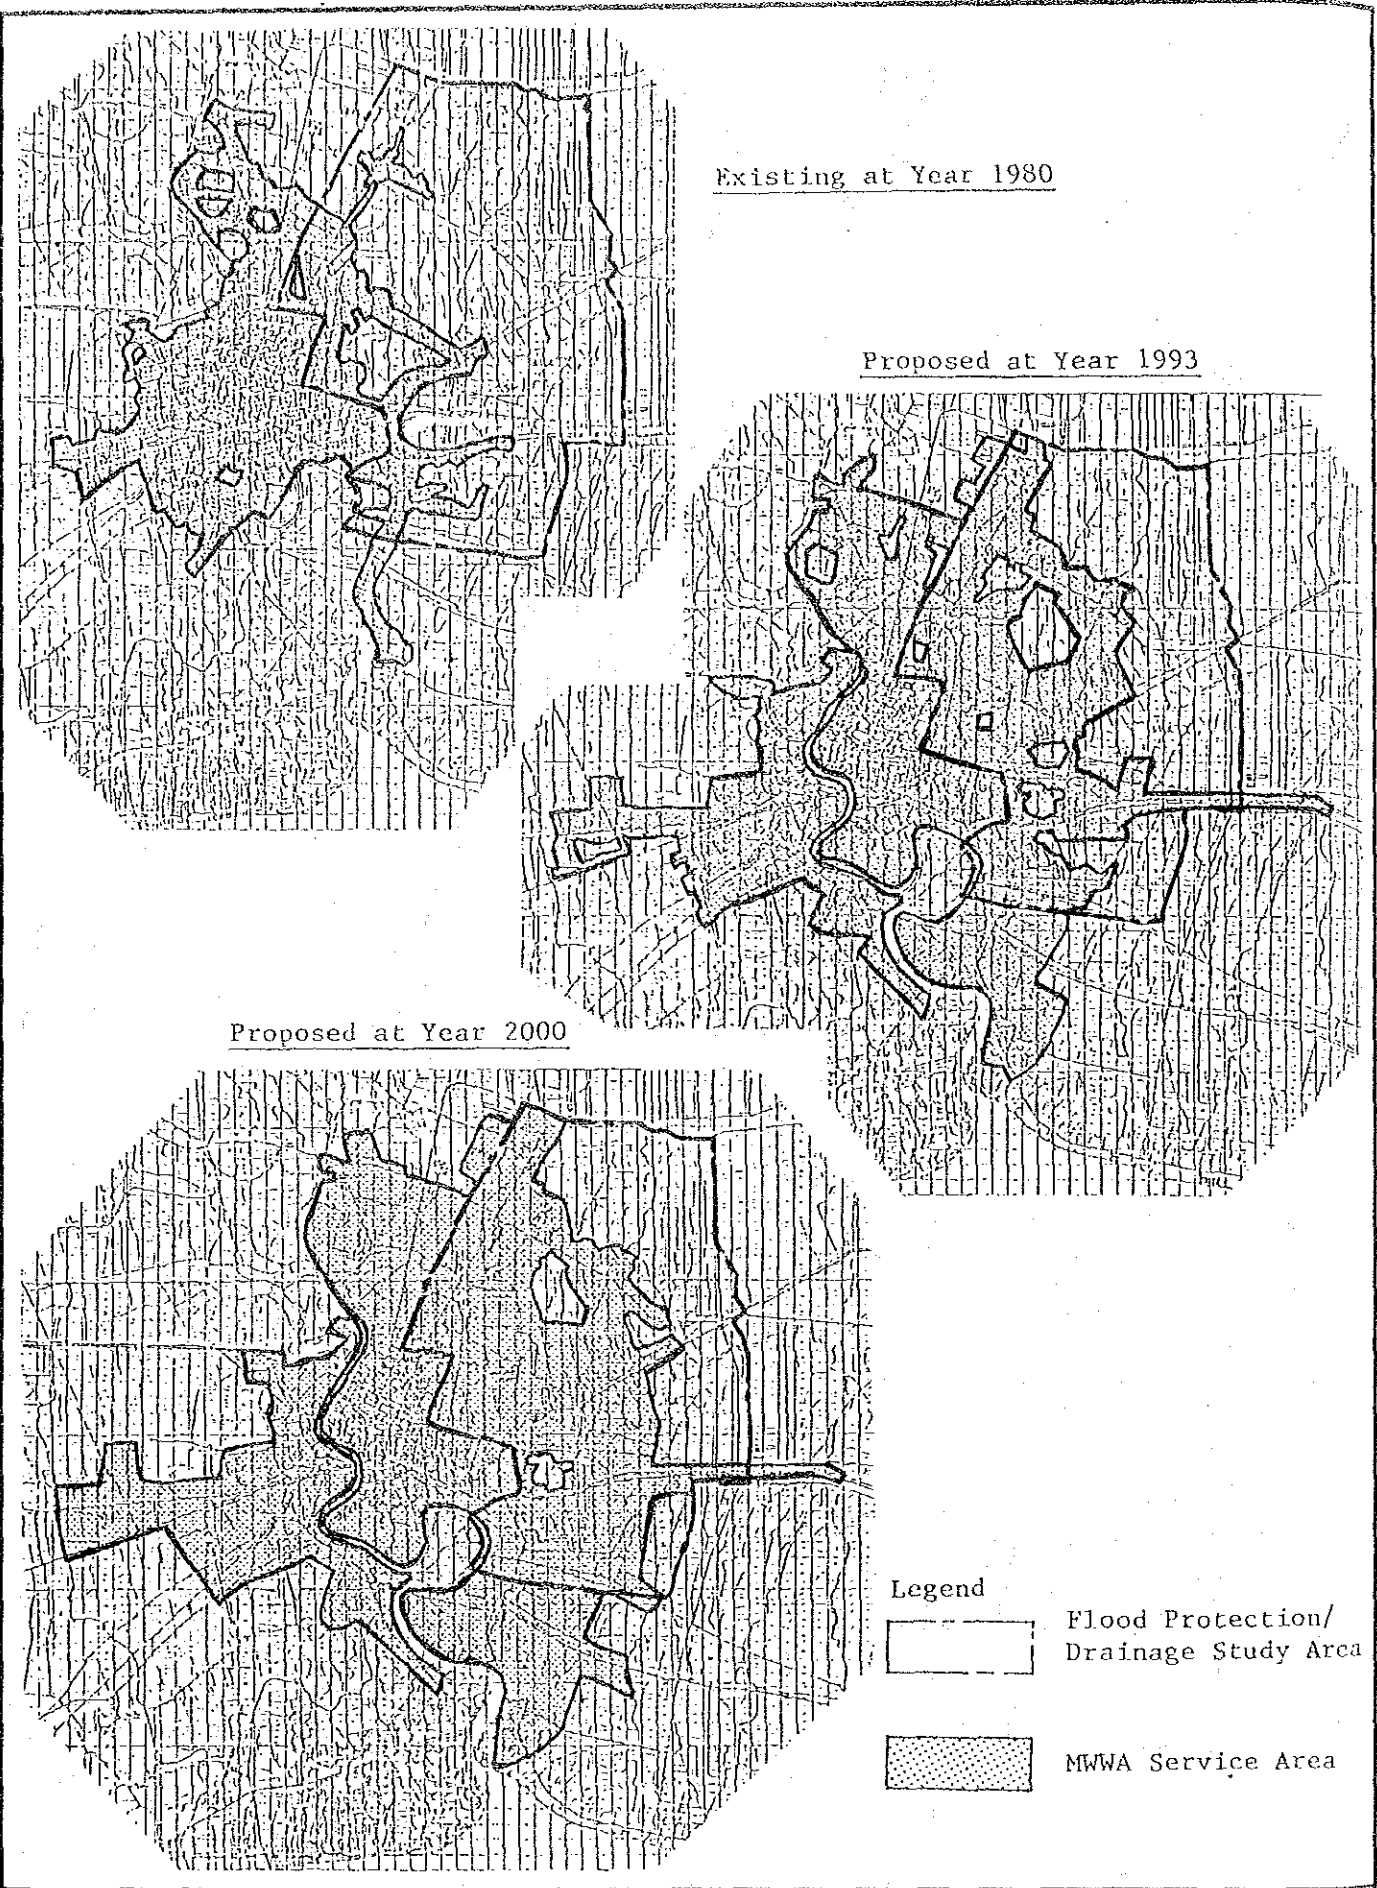 Existing at Year 1980
Proposed at Year 1993
Proposed at Year 2000
Legend
Flood Protection/
Drainage Study Area
MWWA Service Area